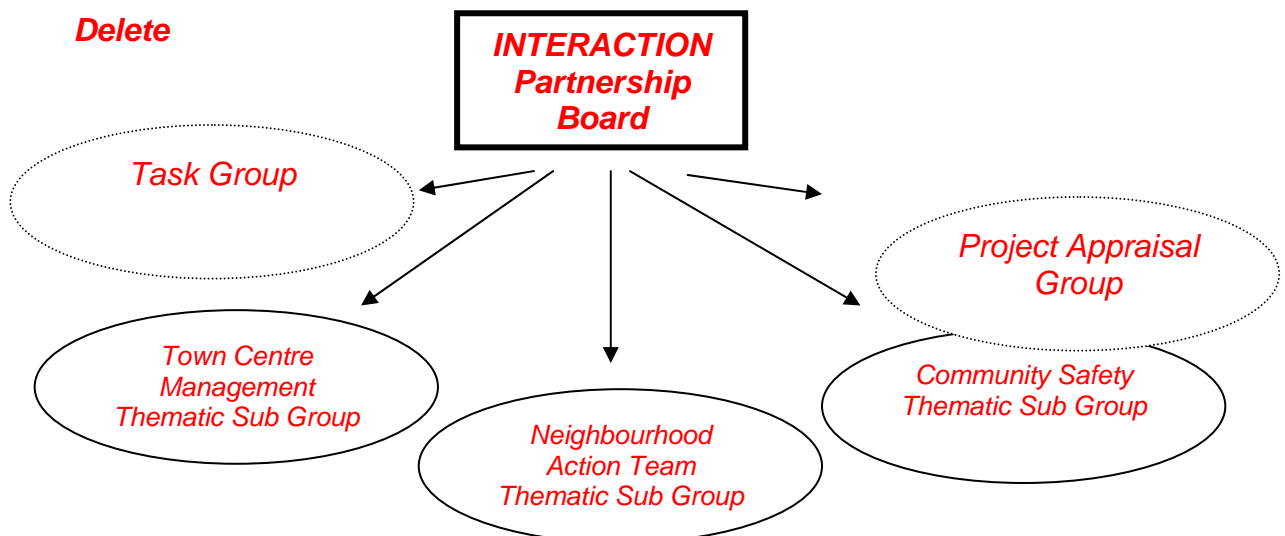 Delete
INTERACTION
Partnership
Board
Task Group
Project Appraisal
Group
Town Centre
Management
Thematic Sub Group
Community Safety
Thematic Sub Group
Neighbourhood
Action Team
Thematic Sub Group